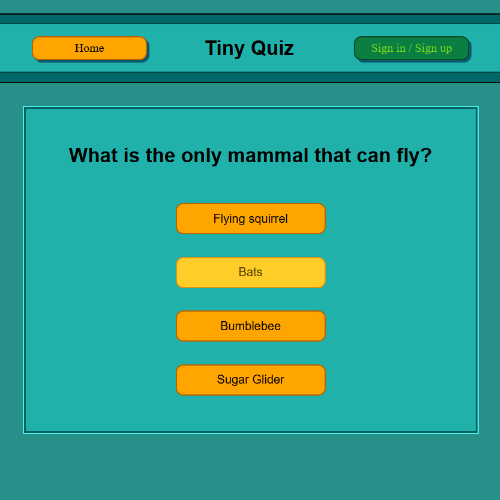 Home
Tiny Quiz
Sign in / Sign up
What is the only mammal that can fly?
Flying squirrel
Bats
Bumblebee
Sugar Glider